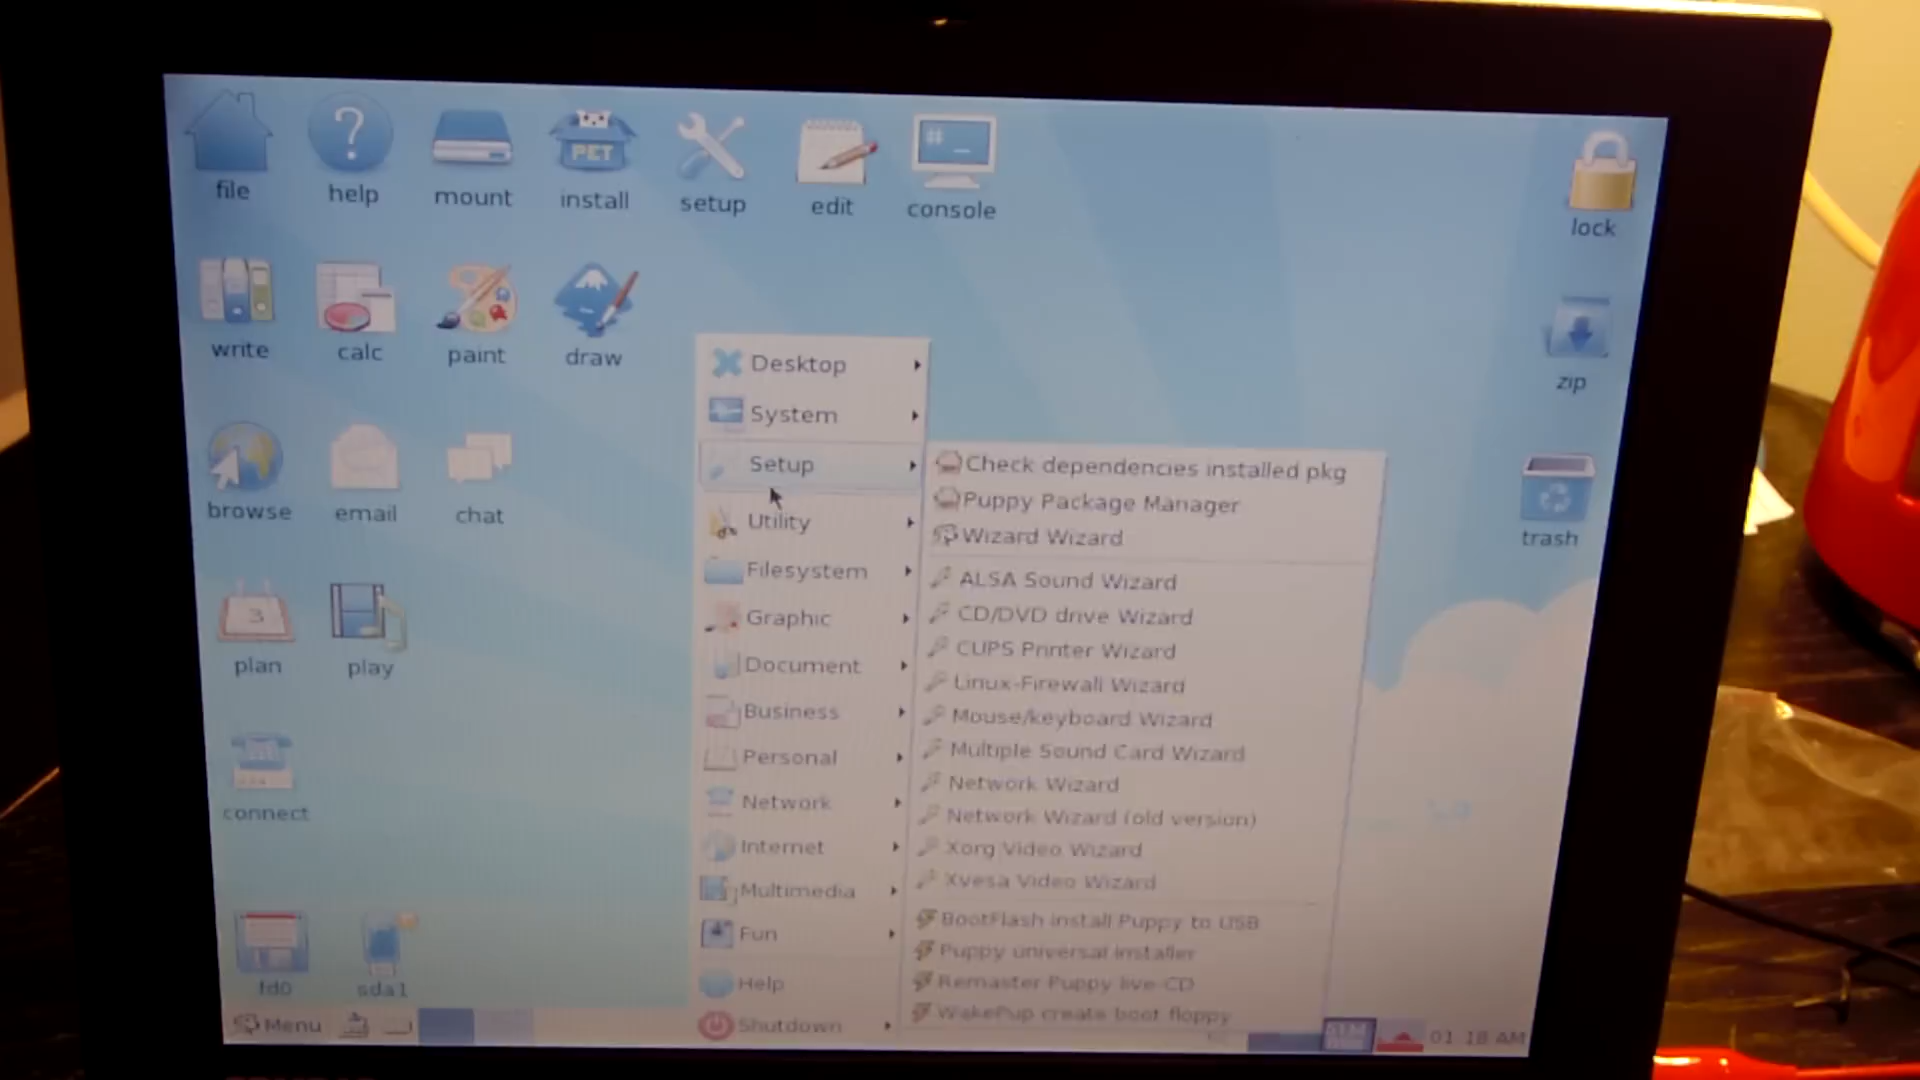 file
help
mount
PET
install
setup
edit
# _
console
lock
write
calc
paint
draw
zip
browse
email
chat
trash
3
plan
play
connect
fd0
sda1
Desktop
System
Setup
Utility
Filesystem
Graphic
Document
Business
Personal
Network
Internet
Multimedia
Fun
Help
Shutdown
Check dependencies installed pkg
Puppy Package Manager
Wizard Wizard
ALSA Sound Wizard
CD/DVD drive Wizard
CUPS Printer Wizard
Linux-Firewall Wizard
Mouse/keyboard Wizard
Multiple Sound Card Wizard
Network Wizard
Network Wizard (old version)
Xorg Video Wizard
Xvesa Video Wizard
BootFlash install Puppy to USB
Puppy universal installer
Remaster Puppy live-CD
WakePup create boot floppy
Menu
01:18 AM